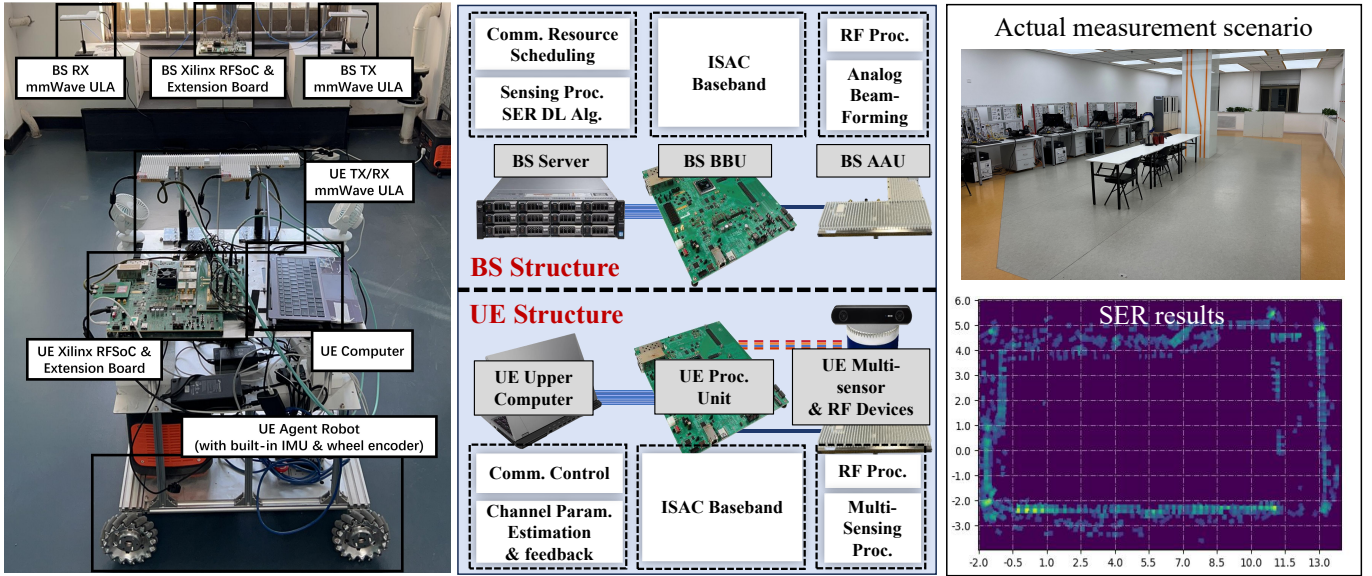 BS RX
mmWave ULA
BS Xilinx RFSoC &
Extension Board
BS TX
mmWave ULA
UE TX/RX
mmWave ULA
UE Xilinx RFSoC &
Extension Board
UE Computer
UE Agent Robot
(with built-in IMU & wheel encoder)
Comm. Resource
Scheduling
Sensing Proc.
SER DL Alg.
ISAC
Baseband
RF Proc.
Analog
Beam-
Forming
BS Server
BS BBU
BS AAU
BS Structure
UE Structure
UE Upper
Computer
UE Proc.
Unit
UE Multi-
sensor
& RF Devices
Comm. Control
Channel Param.
Estimation
& feedback
ISAC Baseband
RF Proc.
Multi-
Sensing
Proc.
Actual measurement scenario
SER results
6.0
5.0
4.0
3.0
2.0
1.0
0.0
-1.0
-2.0
-3.0
-2.0 -0.5 1.0 2.5 4.0 5.5 7.0 8.5 10.0 11.5 13.0